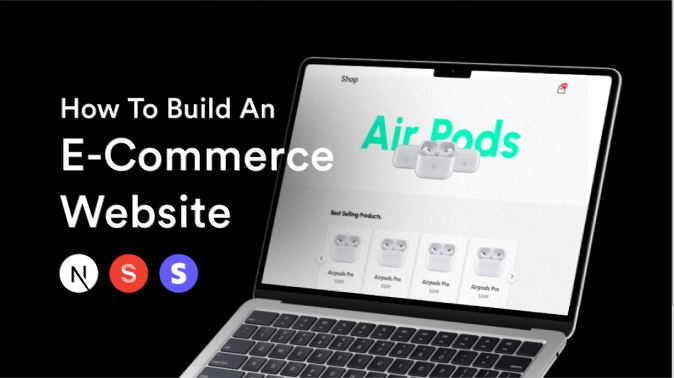 How To Build An
E-Commerce
Website
N S S
Shop
Air Pods
Best Selling Products.
Airpods Pro Airpods Pro Airpods Pro Airpods Pro
$249 $249 $249 $249